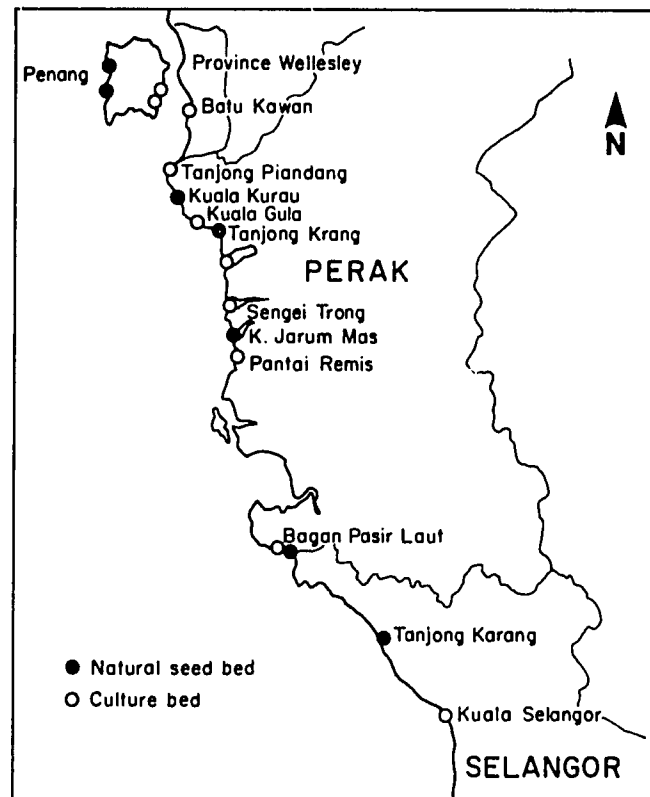 Province Wellesley
Penang
Batu Kawan
N
Tanjong Piandang
Kuala Kurau
Kuala Gula
Tanjong Krang
PERAK
Sengei Trong
K. Jarum Mas
Pantai Remis
Bagan Pasir Laut
Tanjong Karang
Natural seed bed
Culture bed
Kuala Selangor
SELANGOR